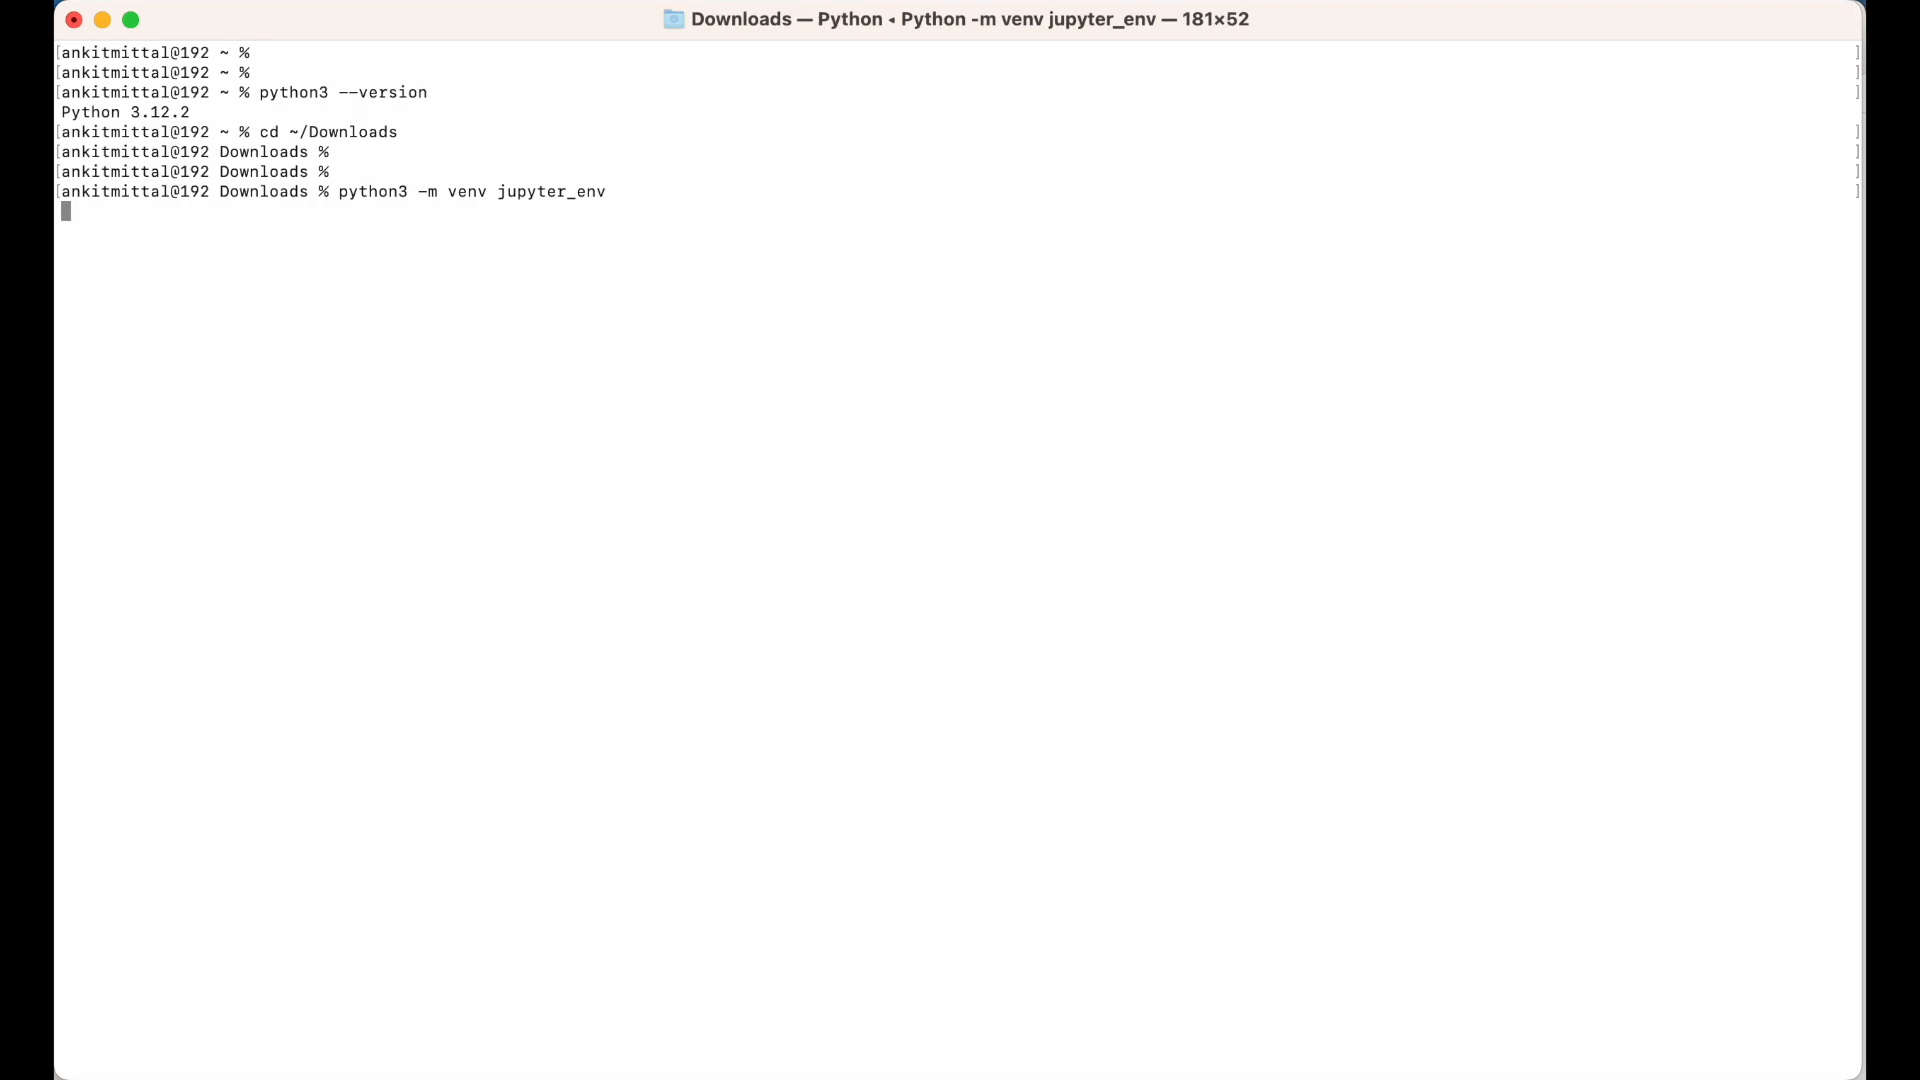 Downloads — Python ◂ Python -m venv jupyter_env — 181×52
[ankitmittal@192 ~ % ]
[ankitmittal@192 ~ % ]
[ankitmittal@192 ~ % python3 --version ]
Python 3.12.2
[ankitmittal@192 ~ % cd ~/Downloads ]
[ankitmittal@192 Downloads % ]
[ankitmittal@192 Downloads % ]
[ankitmittal@192 Downloads % python3 -m venv jupyter_env ]